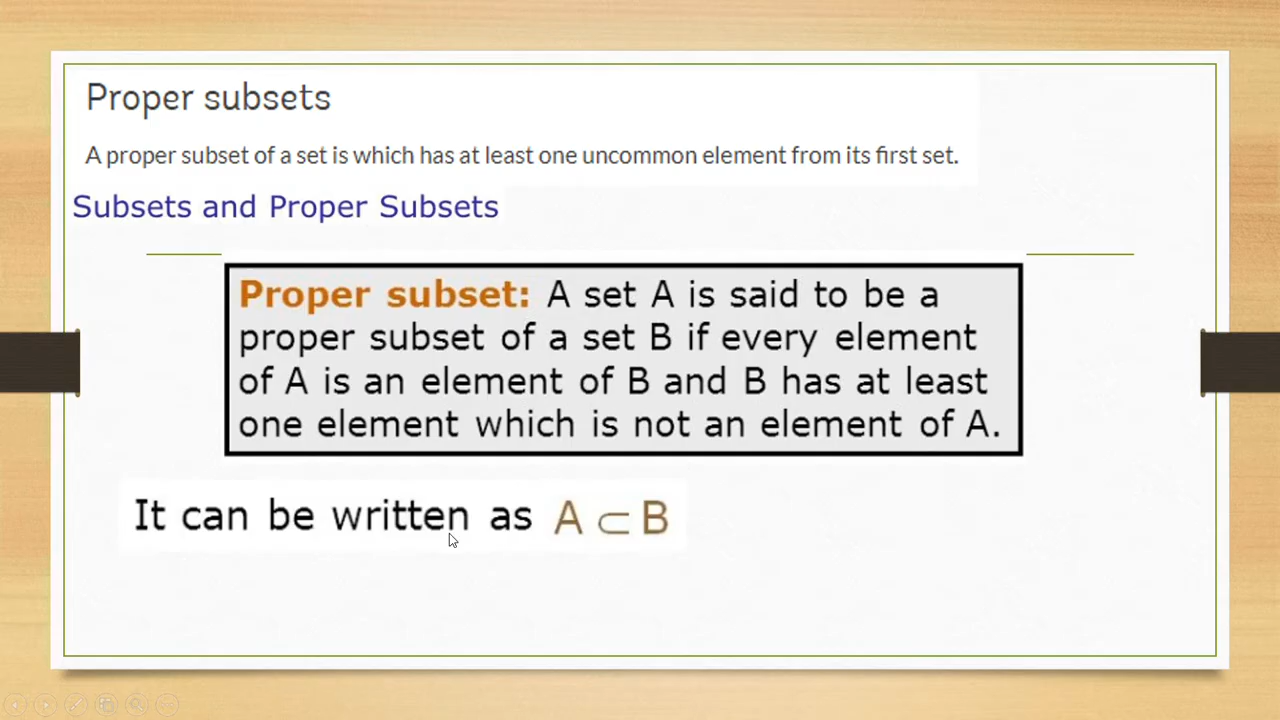 Proper subsets
A proper subset of a set is which has at least one uncommon element from its first set.
Subsets and Proper Subsets
Proper subset: A set A is said to be a
proper subset of a set B if every element
of A is an element of B and B has at least
one element which is not an element of A.
It can be written as A ⊂ B